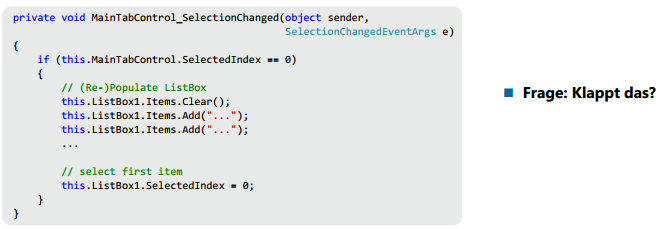 private void MainTabControl_SelectionChanged(object sender,
SelectionChangedEventArgs e)
{
if (this.MainTabControl.SelectedIndex == 0)
{
// (Re-)Populate ListBox
this.ListBox1.Items.Clear();
this.ListBox1.Items.Add("...");
this.ListBox1.Items.Add("...");
...
// select first item
this.ListBox1.SelectedIndex = 0;
}
}
Frage: Klappt das?